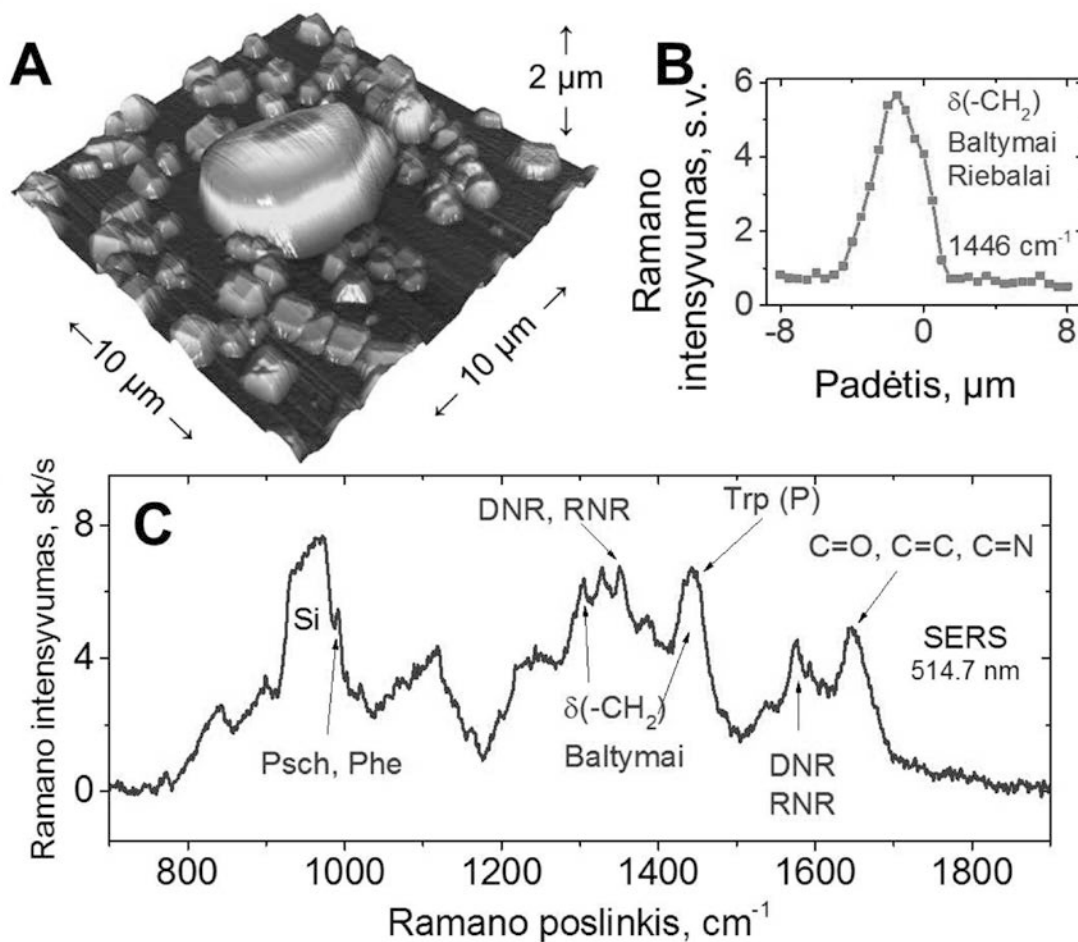 A
2 µm
10 µm
10 µm
B
Ramano
intensyvumas, s.v.
6
4
2
0
δ(-CH₂)
Baltymai
Riebalai
1446 cm⁻¹
-8
0
8
Padėtis, µm
C
Ramano intensyvumas, sk/s
8
4
0
Si
Psch, Phe
DNR, RNR
δ(-CH₂)
Baltymai
Trp (P)
DNR
RNR
C=O, C=C, C=N
SERS
514.7 nm
800
1000
1200
1400
1600
1800
Ramano poslinkis, cm⁻¹